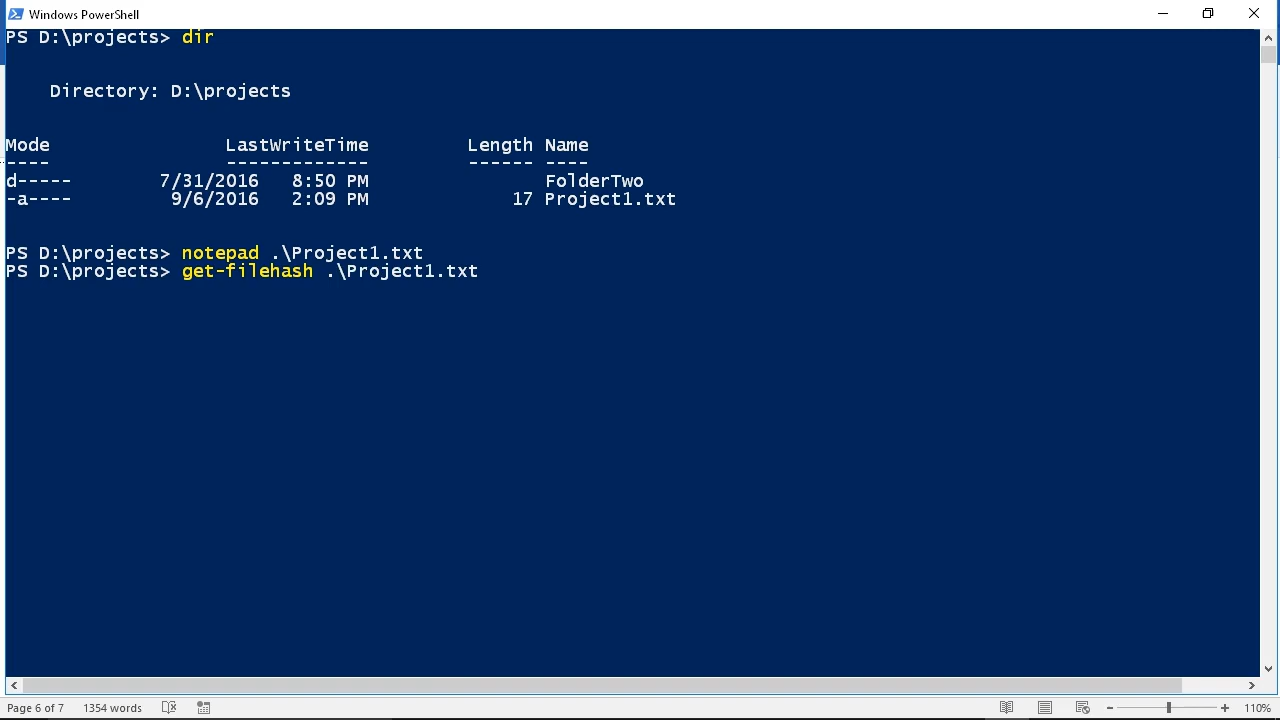 Windows PowerShell
PS D:\projects> dir
Directory: D:\projects
Mode LastWriteTime Length Name
---- ------------- ------ ----
d----- 7/31/2016 8:50 PM FolderTwo
-a---- 9/6/2016 2:09 PM 17 Project1.txt
PS D:\projects> notepad .\Project1.txt
PS D:\projects> get-filehash .\Project1.txt
Page 6 of 7 1354 words 110%